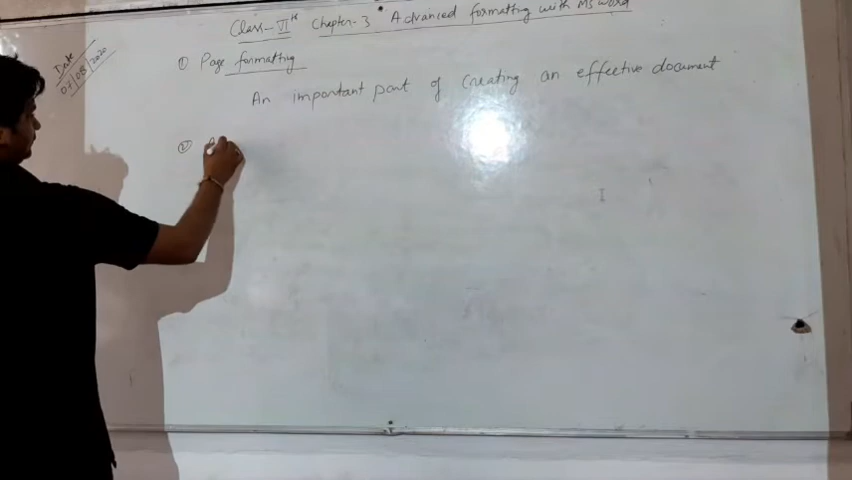 Class-VIth Chapter-3 Advanced formatting with MS word
Date
07/08/2020
① Page formatting
An important part of Creating an effective document
②